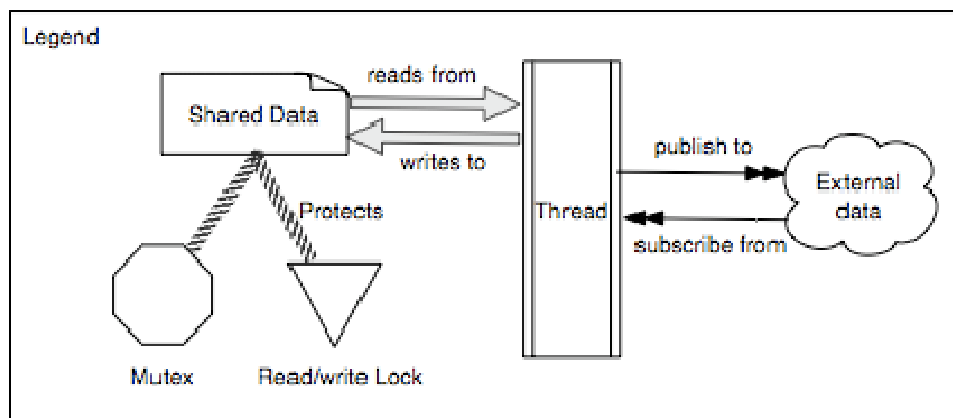 Legend
reads from
Shared Data
writes to
publish to
External
data
Thread
Protects
subscribe from
Mutex
Read/write Lock